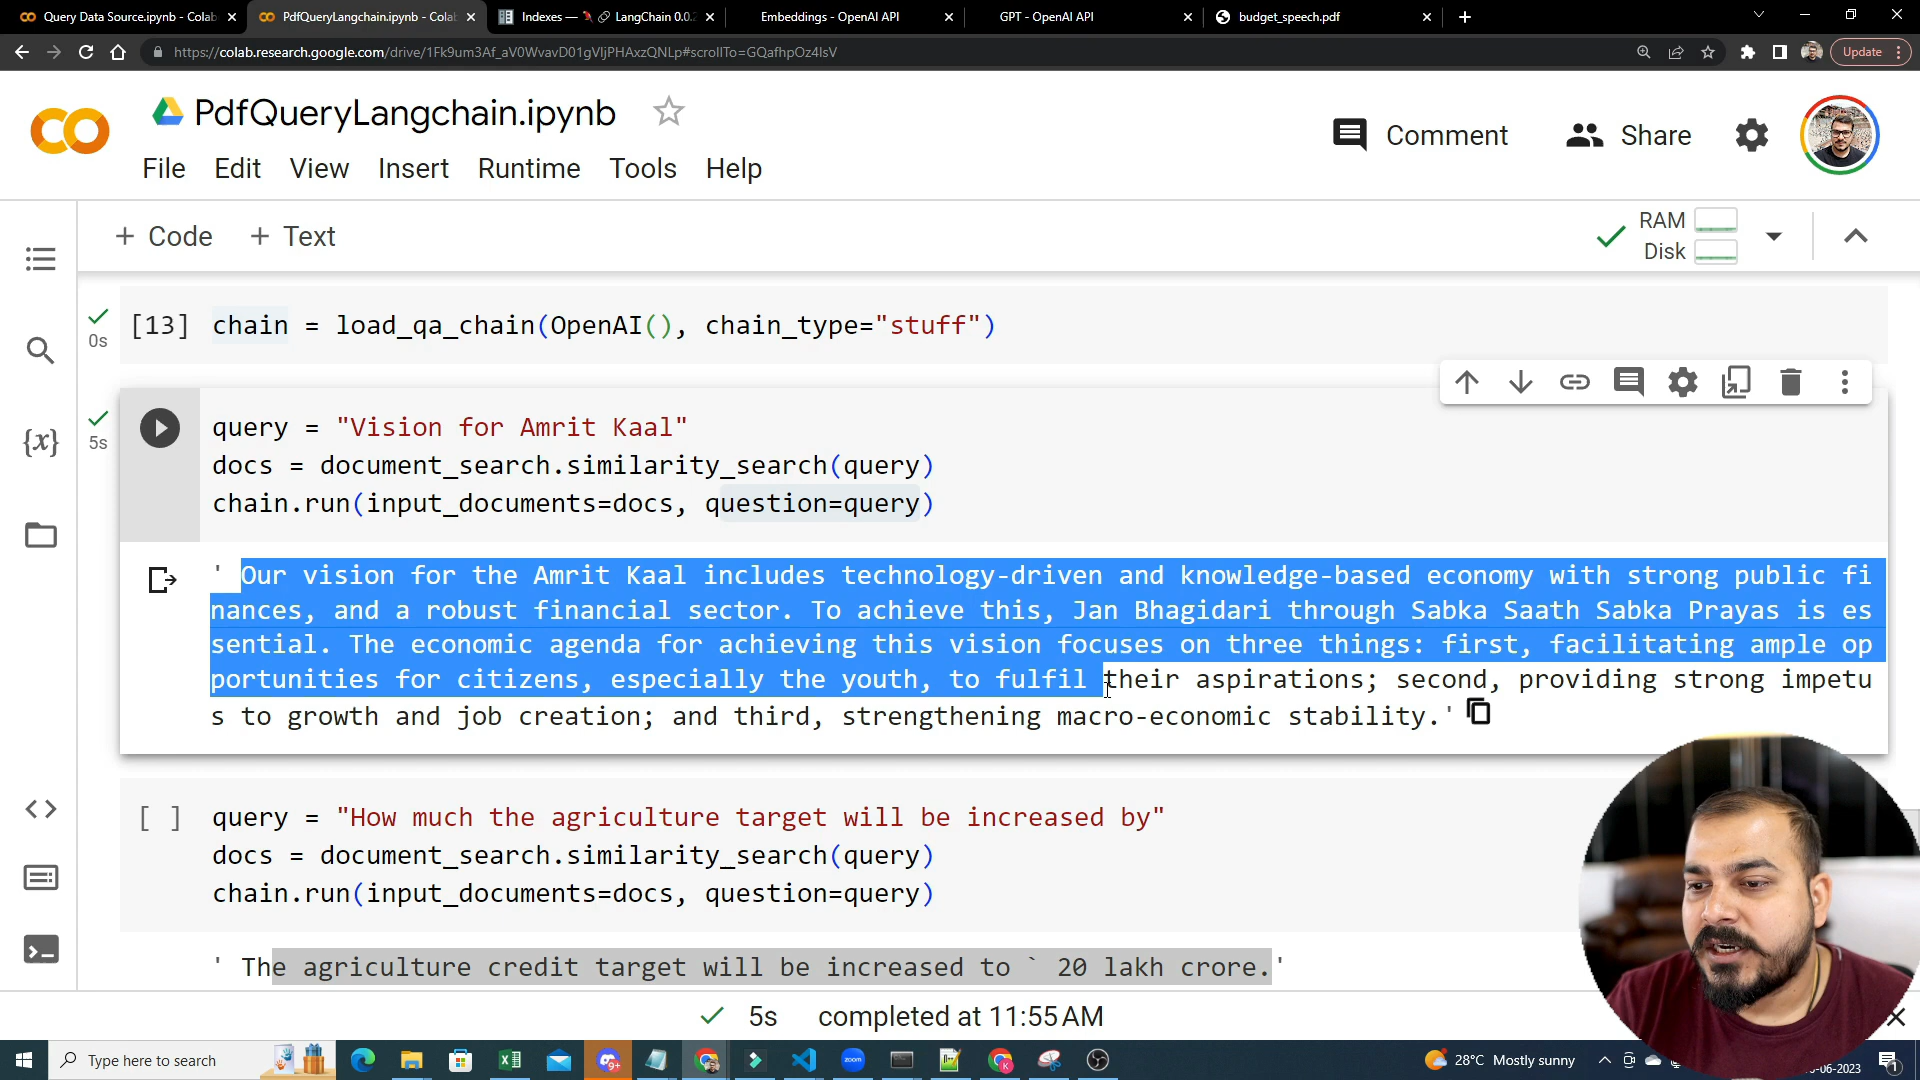 Query Data Source.ipynb - Colab
PdfQueryLangchain.ipynb - Colab
Indexes — 🦜🔗 LangChain 0.0.2
Embeddings - OpenAI API
GPT - OpenAI API
budget_speech.pdf
https://colab.research.google.com/drive/1Fk9um3Af_aV0WvavD01gVljPHAxzQNLp#scrollTo=GQafhpOz4lsV
Update
PdfQueryLangchain.ipynb
File Edit View Insert Runtime Tools Help
Comment
Share
+ Code + Text
RAM
Disk
0s
[13] chain = load_qa_chain(OpenAI(), chain_type="stuff")
5s
query = "Vision for Amrit Kaal"
docs = document_search.similarity_search(query)
chain.run(input_documents=docs, question=query)
' Our vision for the Amrit Kaal includes technology-driven and knowledge-based economy with strong public fi
nances, and a robust financial sector. To achieve this, Jan Bhagidari through Sabka Saath Sabka Prayas is es
sential. The economic agenda for achieving this vision focuses on three things: first, facilitating ample op
portunities for citizens, especially the youth, to fulfil their aspirations; second, providing strong impetu
s to growth and job creation; and third, strengthening macro-economic stability.'
{x}
[ ] query = "How much the agriculture target will be increased by"
docs = document_search.similarity_search(query)
chain.run(input_documents=docs, question=query)
' The agriculture credit target will be increased to ` 20 lakh crore.'
5s completed at 11:55 AM
Type here to search
9+
zoom
28°C Mostly sunny
-06-2023
1